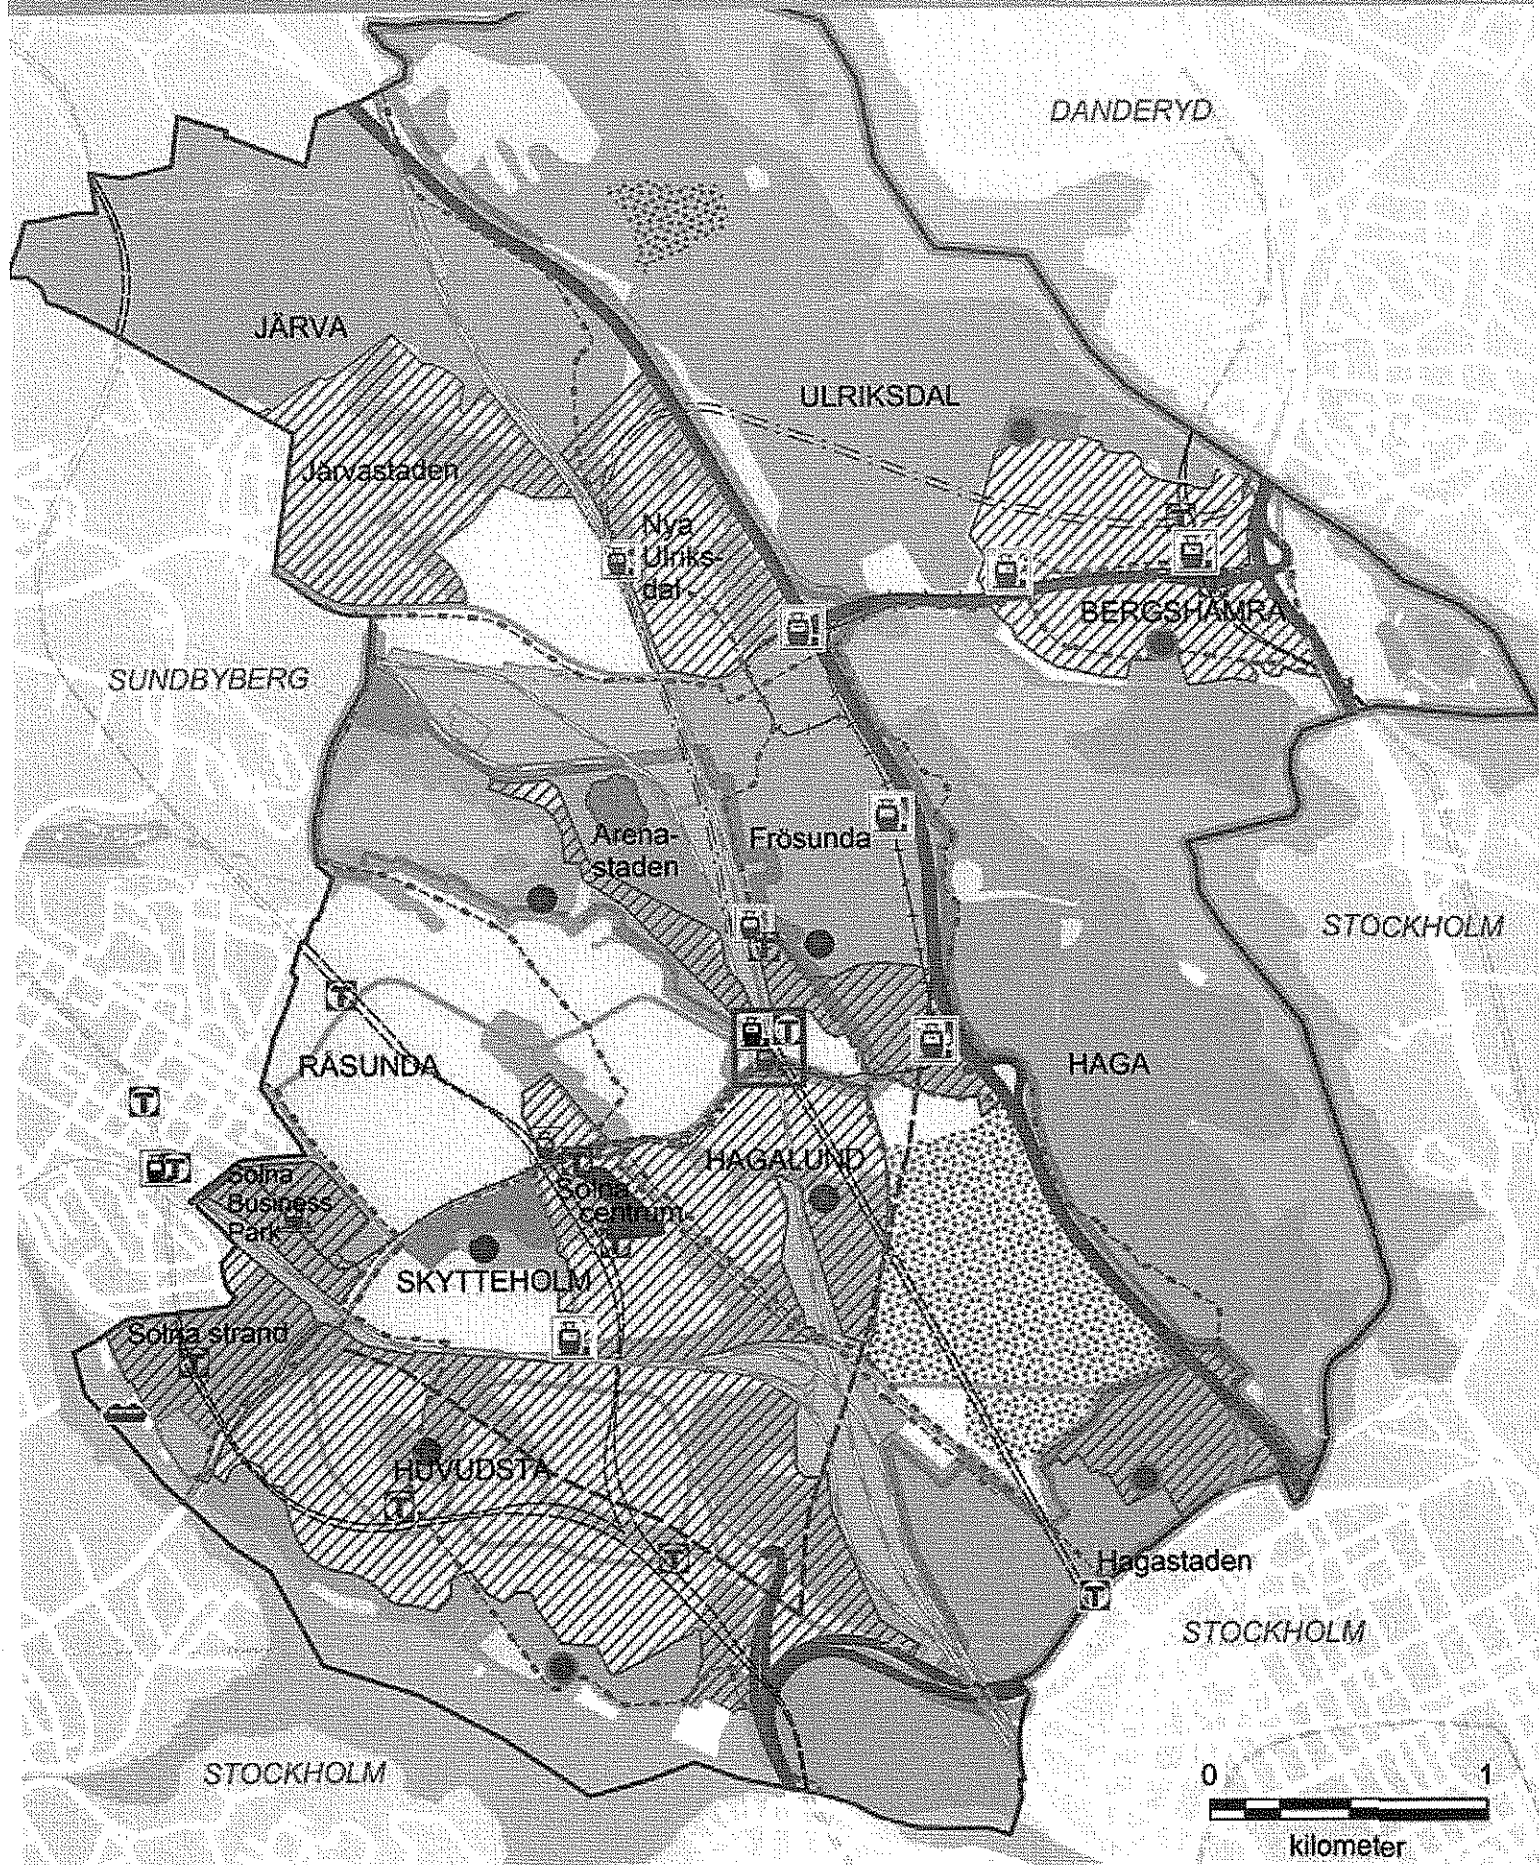 DANDERYD
JÄRVA
ULRIKSDAL
Järvastaden
Nya
Ulriks-
dal
BERGSHAMRA
SUNDBYBERG
Arena-
staden
Frösunda
STOCKHOLM
T
T
RÅSUNDA
HAGA
T
T
HAGALUND
Solna
Business
Park
Solna
centrum
SKYTTEHOLM
Solna strand
T
HUVUDSTA
T
T
Hagastaden
T
STOCKHOLM
STOCKHOLM
0 1
kilometer